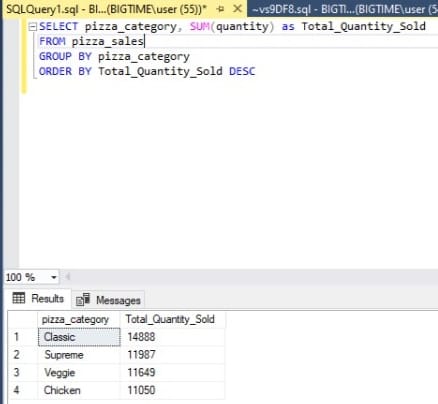 SQLQuery1.sql - BI...(BIGTIME\user (55))* ~vs9DF8.sql - BIGTI...(BIGTIME\user (5
SELECT pizza_category, SUM(quantity) as Total_Quantity_Sold
FROM pizza_sales
GROUP BY pizza_category
ORDER BY Total_Quantity_Sold DESC
100 %
Results Messages
pizza_category Total_Quantity_Sold
1 Classic 14888
2 Supreme 11987
3 Veggie 11649
4 Chicken 11050